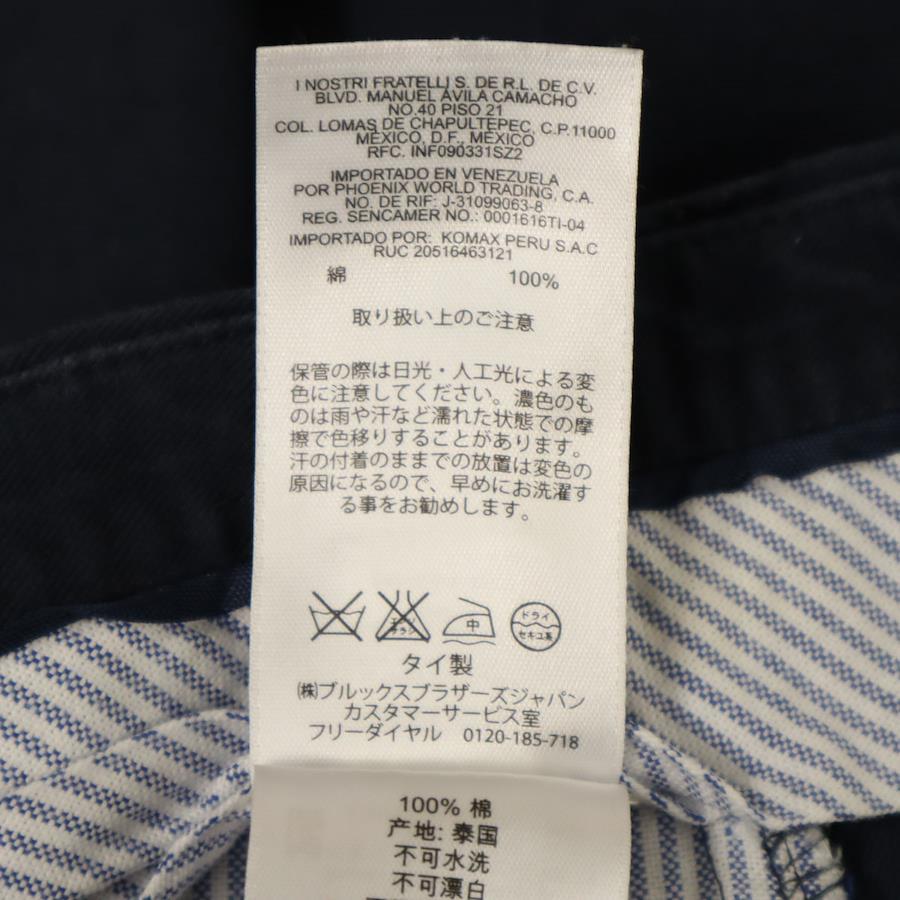 I NOSTRI FRATELLI S. DE R.L. DE C.V.
BLVD. MANUEL ÁVILA CAMACHO
NO.40 PISO 21
COL. LOMAS DE CHAPULTEPEC, C.P.11000
MÉXICO, D.F., MÉXICO
RFC. INF090331SZ2
IMPORTADO EN VENEZUELA
POR PHOENIX WORLD TRADING, C.A.
NO. DE RIF: J-31099063-8
REG. SENCAMER NO.: 0001616TI-04
IMPORTADO POR: KOMAX PERU S.A.C
RUC 20516463121
綿 100%
取り扱い上のご注意
保管の際は日光・人工光による変
色に注意してください。濃色のも
のは雨や汗など濡れた状態での摩
擦で色移りすることがあります。
汗の付着のままでの放置は変色の
原因になるので、早めにお洗濯す
る事をお勧めします。
エンソ
サラシ
中
ドライ
セキユ系
タイ製
㈱ブルックスブラザーズジャパン
カスタマーサービス室
フリーダイヤル 0120-185-718
100% 棉
产地: 泰国
不可水洗
不可漂白